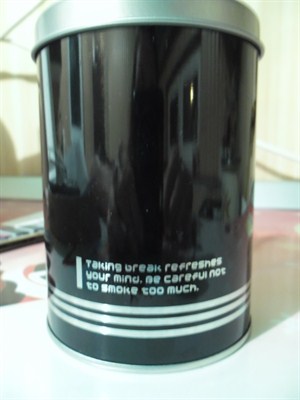 Taking break refreshes
your mind. Be careful not
to smoke too much.